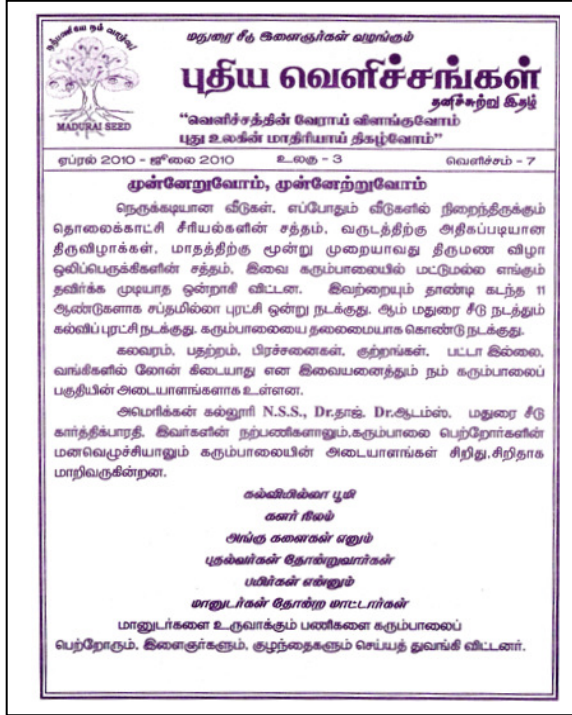 நற்பணியே நம் வாழ்வு!
MADURAI SEED
மதுரை சீடு இளைஞர்கள் வழங்கும்
புதிய வெளிச்சங்கள்
தனிச்சுற்று இதழ்
“வெளிச்சத்தின் வேராய் விளங்குவோம்
புது உலகின் மாதிரியாய் திகழ்வோம்”
ஏப்ரல் 2010 - ஜூலை 2010 உலகு - 3 வெளிச்சம் - 7
முன்னேறுவோம், முன்னேற்றுவோம்
நெருக்கடியான வீடுகள், எப்போதும் வீடுகளில் நிறைந்திருக்கும்
தொலைக்காட்சி சீரியல்களின் சத்தம், வருடத்திற்கு அதிகப்படியான
திருவிழாக்கள், மாதத்திற்கு மூன்று முறையாவது திருமண விழா
ஒலிப்பெருக்கிகளின் சத்தம், இவை கரும்பாலையில் மட்டுமல்ல எங்கும்
தவிர்க்க முடியாத ஒன்றாகி விட்டன. இவற்றையும் தாண்டி கடந்த 11
ஆண்டுகளாக சப்தமில்லா புரட்சி ஒன்று நடக்குது. ஆம் மதுரை சீடு நடத்தும்
கல்விப்புரட்சி நடக்குது. கரும்பாலையை தலைமையாக கொண்டு நடக்குது.
கலவரம், பதற்றம், பிரச்சனைகள், குற்றங்கள், பட்டா இல்லை,
வங்கிகளில் லோன் கிடையாது என இவையனைத்தும் நம் கரும்பாலைப்
பகுதியின் அடையாளங்களாக உள்ளன.
அமெரிக்கன் கல்லூரி N.S.S., Dr.தாஜ், Dr.ஆடம்ஸ், மதுரை சீடு
கார்த்திக்பாரதி, இவர்களின் நற்பணிகளாலும்,கரும்பாலை பெற்றோர்களின்
மனவெழுச்சியாலும் கரும்பாலையின் அடையாளங்கள் சிறிது,சிறிதாக
மாறிவருகின்றன.
கல்வியில்லா பூமி
களர் நிலம்
அங்கு களைகள் எனும்
புதல்வர்கள் தோன்றுவார்கள்
பயிர்கள் என்னும்
மானுடர்கள் தோன்ற மாட்டார்கள்
மானுடர்களை உருவாக்கும் பணிகளை கரும்பாலைப்
பெற்றோரும், இளைஞர்களும், குழந்தைகளும் செய்யத் துவங்கி விட்டனர்.